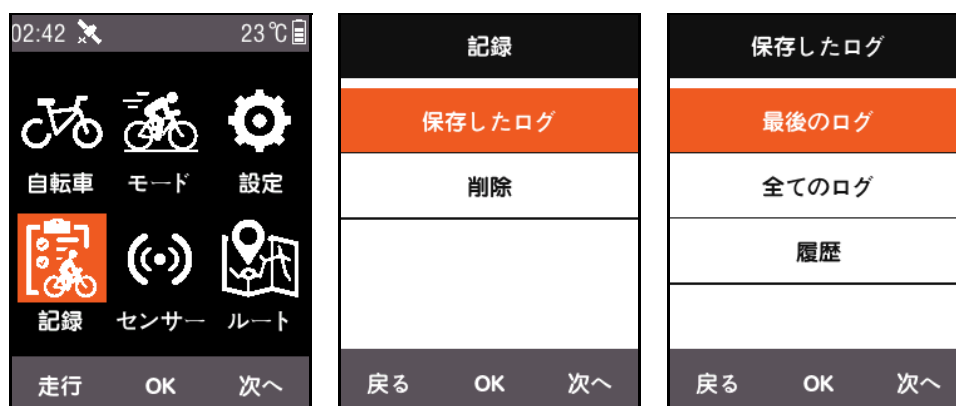 02:42 23℃
自転車 モード 設定
記録 センサー ルート
走行 OK 次へ
記録
保存したログ
削除
戻る OK 次へ
保存したログ
最後のログ
全てのログ
履歴
戻る OK 次へ